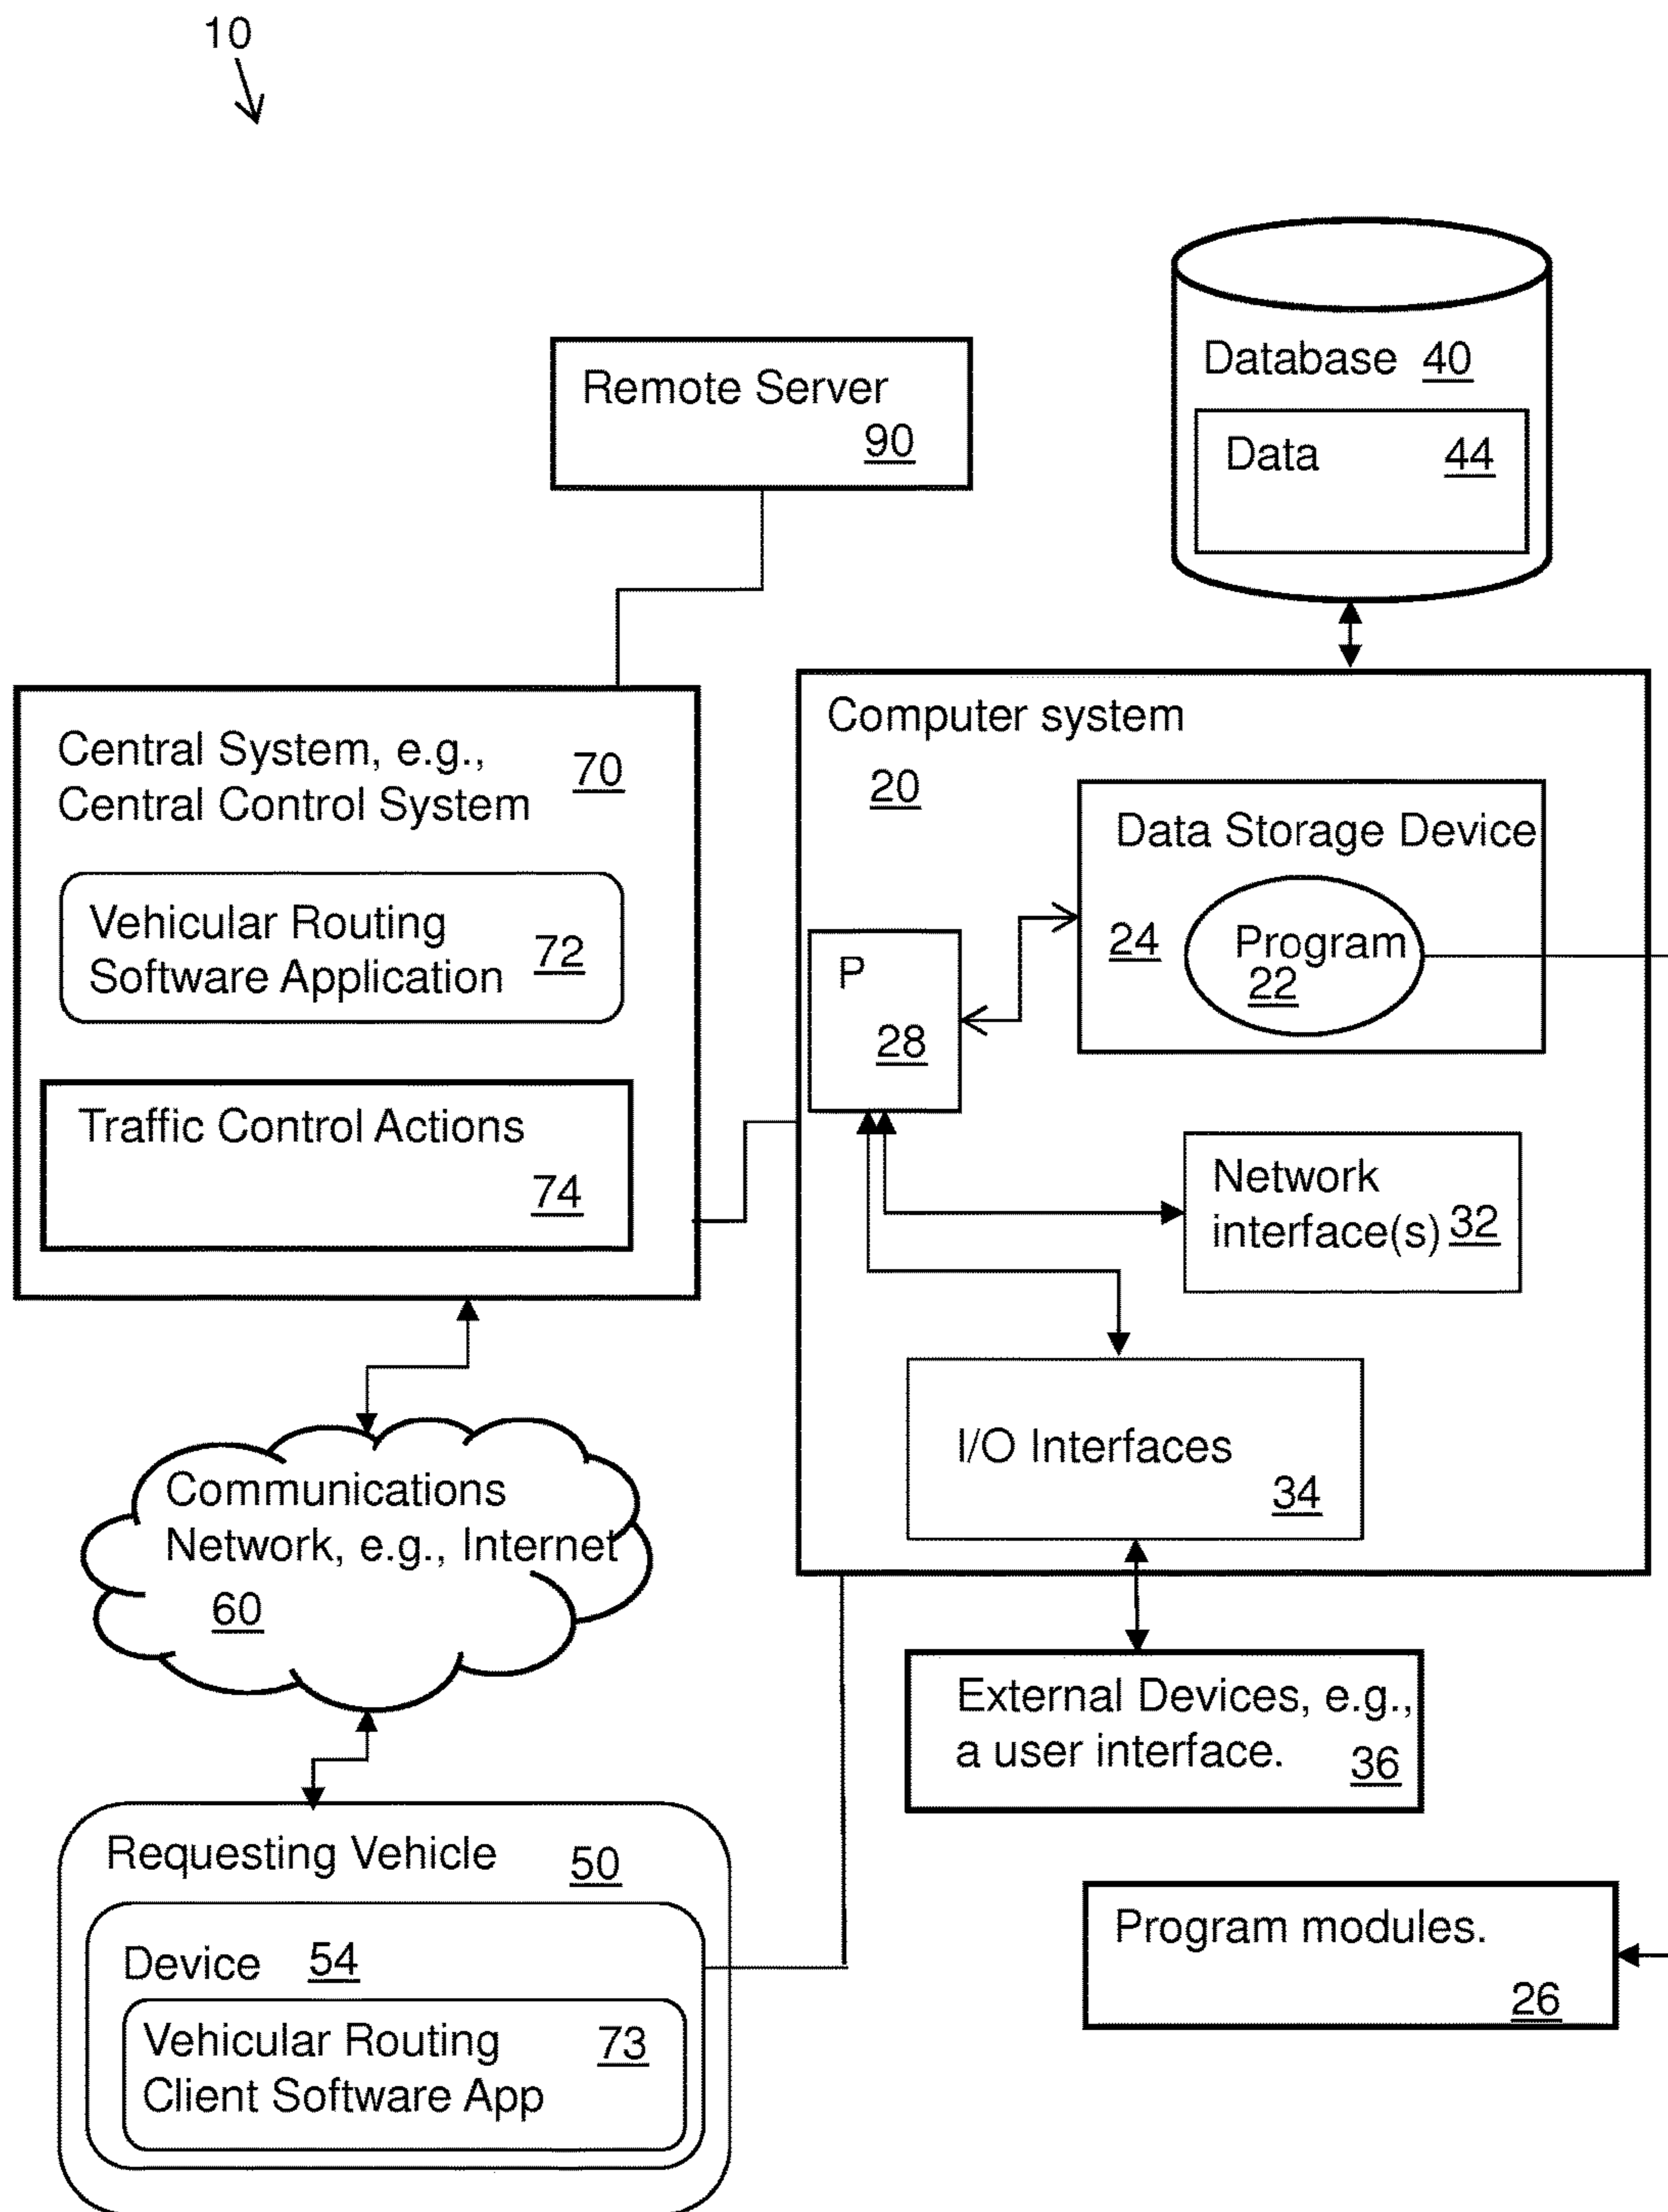 10
Remote Server
90
Database 40
Data 44
Central System, e.g.,
Central Control System
70
Vehicular Routing
Software Application
72
Traffic Control Actions
74
Computer system
20
Data Storage Device
24
Program
22
P
28
Network
interface(s) 32
I/O Interfaces
34
Communications
Network, e.g., Internet
60
External Devices, e.g.,
a user interface.
36
Requesting Vehicle 50
Device 54
Vehicular Routing
Client Software App
73
Program modules.
26